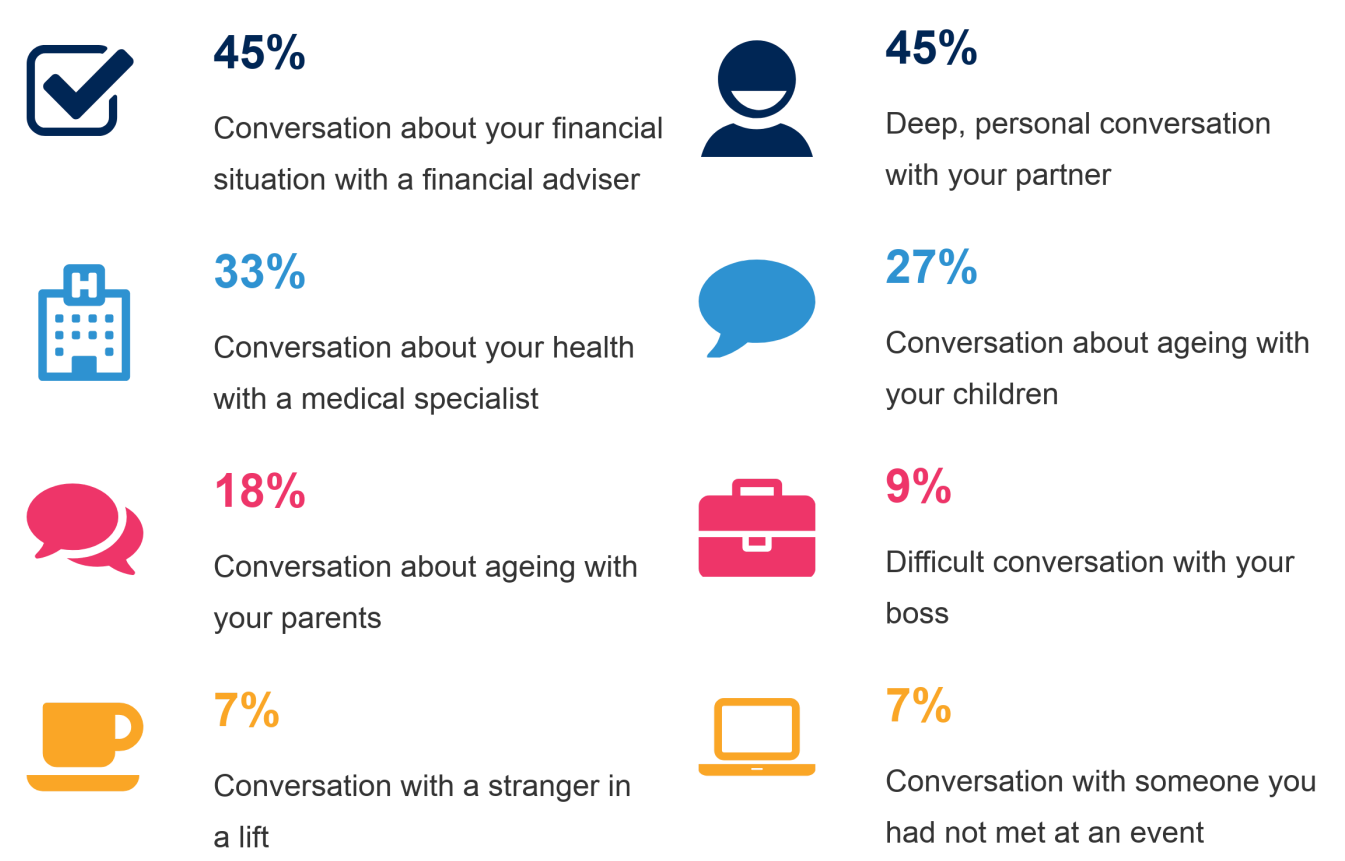 45%
Conversation about your financial
situation with a financial adviser
45%
Deep, personal conversation
with your partner
H
33%
Conversation about your health
with a medical specialist
27%
Conversation about ageing with
your children
18%
Conversation about ageing with
your parents
9%
Difficult conversation with your
boss
7%
Conversation with a stranger in
a lift
7%
Conversation with someone you
had not met at an event